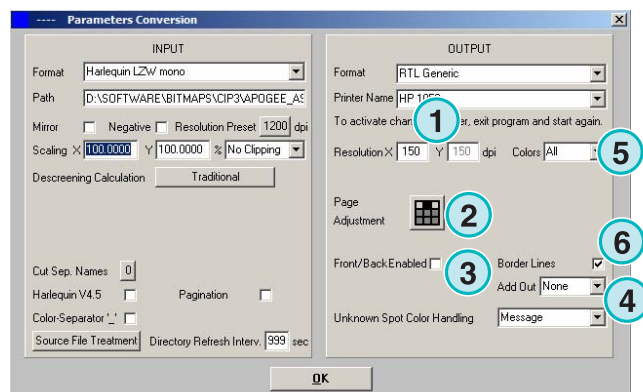 ---- Parameters Conversion
INPUT
Format Harlequin LZW mono
Path D:\SOFTWARE\BITMAPS\CIP3\APOGEE_AS
Mirror Negative Resolution Preset 1200 dpi
Scaling X 100.0000 Y 100.0000 % No Clipping
Descreening Calculation Traditional
Cut Sep. Names 0
Harlequin V4.5 Pagination
Color-Separator '_'
Source File Treatment Directory Refresh Interv. 999 sec
OUTPUT
Format RTL Generic
Printer Name HP
1
To activate exit program and start again.
Resolution X 150 Y 150 dpi Colors All
5
Page
Adjustment
2
6
Front/Back Enabled
3
Border Lines
Add Out None
4
Unknown Spot Color Handling Message
OK